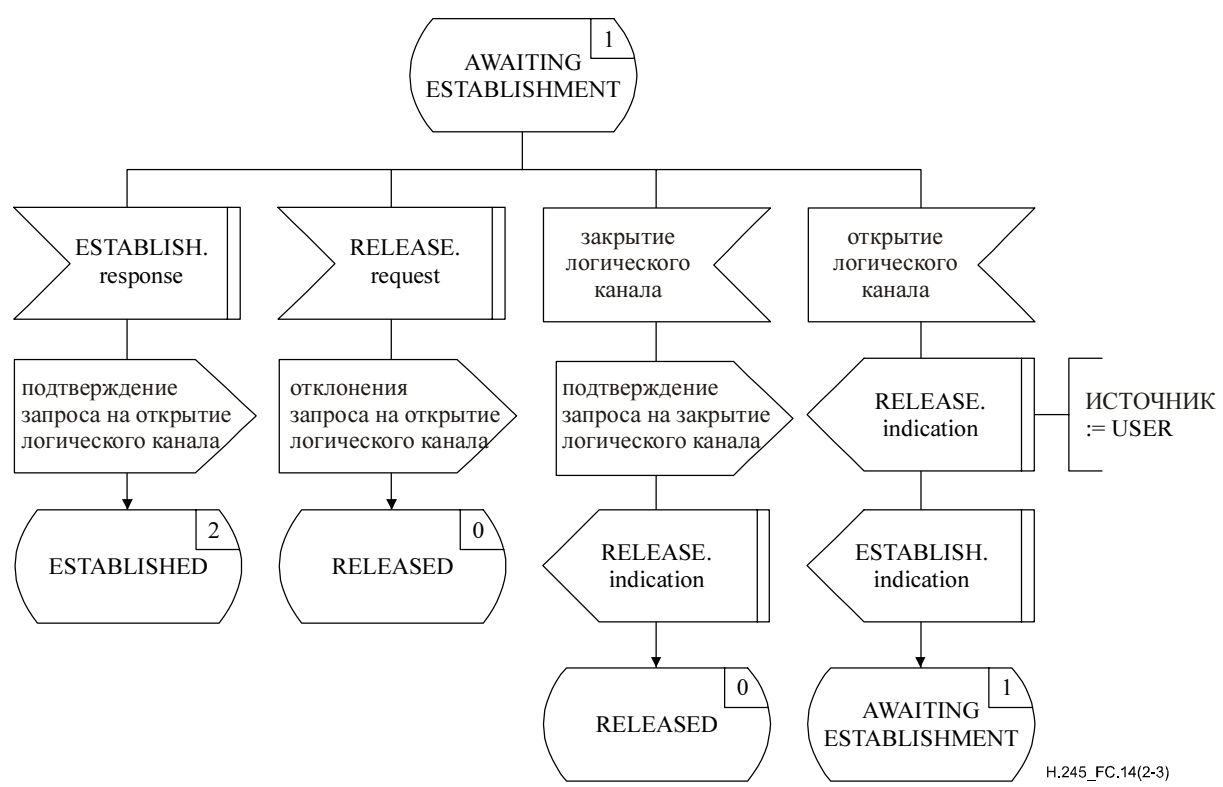 1
AWAITING
ESTABLISHMENT
ESTABLISH.
response
RELEASE.
request
закрытие
логического
канала
открытие
логического
канала
подтверждение
запроса на открытие
логического канала
отклонения
запроса на открытие
логического канала
подтверждение
запроса на закрытие
логического канала
RELEASE.
indication
ИСТОЧНИК
:= USER
2
ESTABLISHED
0
RELEASED
RELEASE.
indication
ESTABLISH.
indication
0
RELEASED
1
AWAITING
ESTABLISHMENT
H.245_FC.14(2-3)